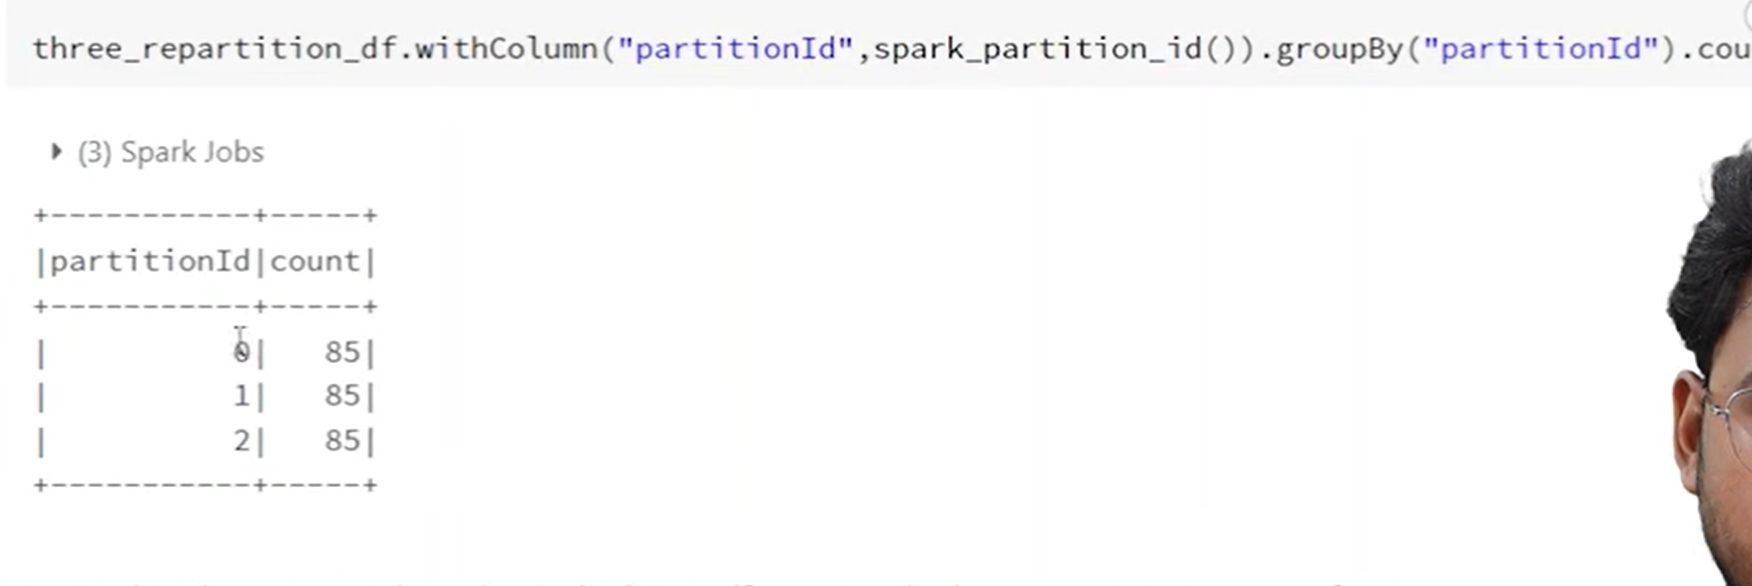 three_repartition_df.withColumn("partitionId",spark_partition_id()).groupBy("partitionId").cou
(3) Spark Jobs
+-----------+-----+
|partitionId|count|
+-----------+-----+
|          0|   85|
|          1|   85|
|          2|   85|
+-----------+-----+